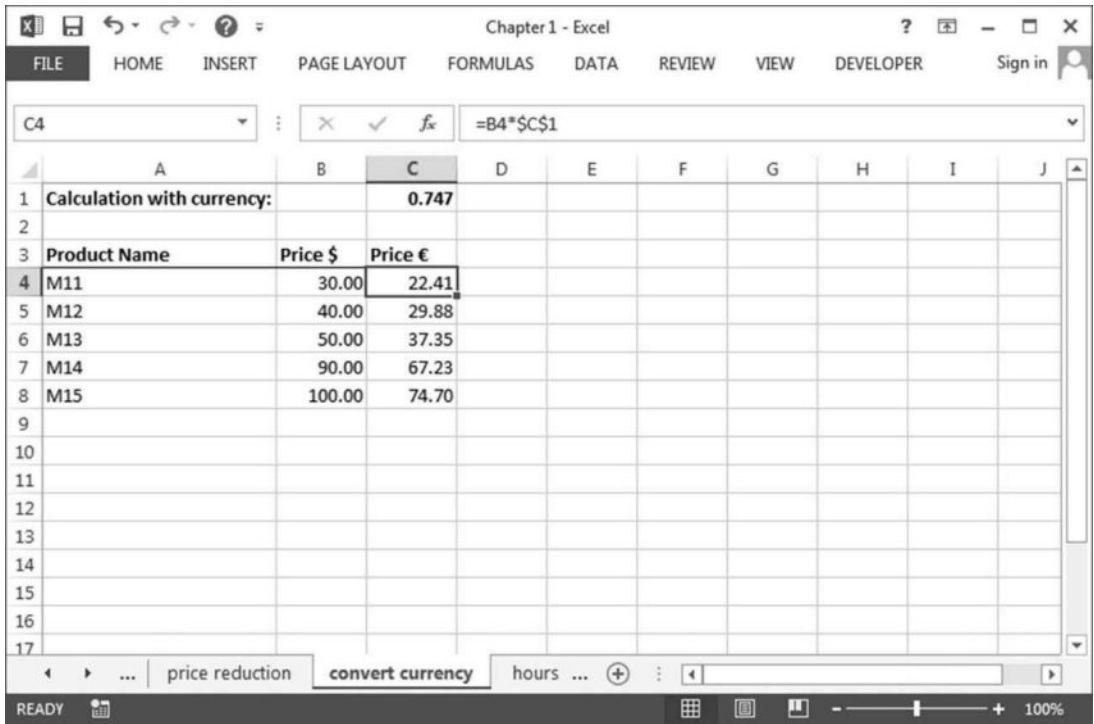 Chapter 1 - Excel ?
FILE HOME INSERT PAGE LAYOUT FORMULAS DATA REVIEW VIEW DEVELOPER Sign in
C4 fx =B4*$C$1
A B C D E F G H I J
1 Calculation with currency: 0.747
2
3 Product Name Price $ Price €
4 M11 30.00 22.41
5 M12 40.00 29.88
6 M13 50.00 37.35
7 M14 90.00 67.23
8 M15 100.00 74.70
9
10
11
12
13
14
15
16
17
... price reduction convert currency hours ...
READY 100%